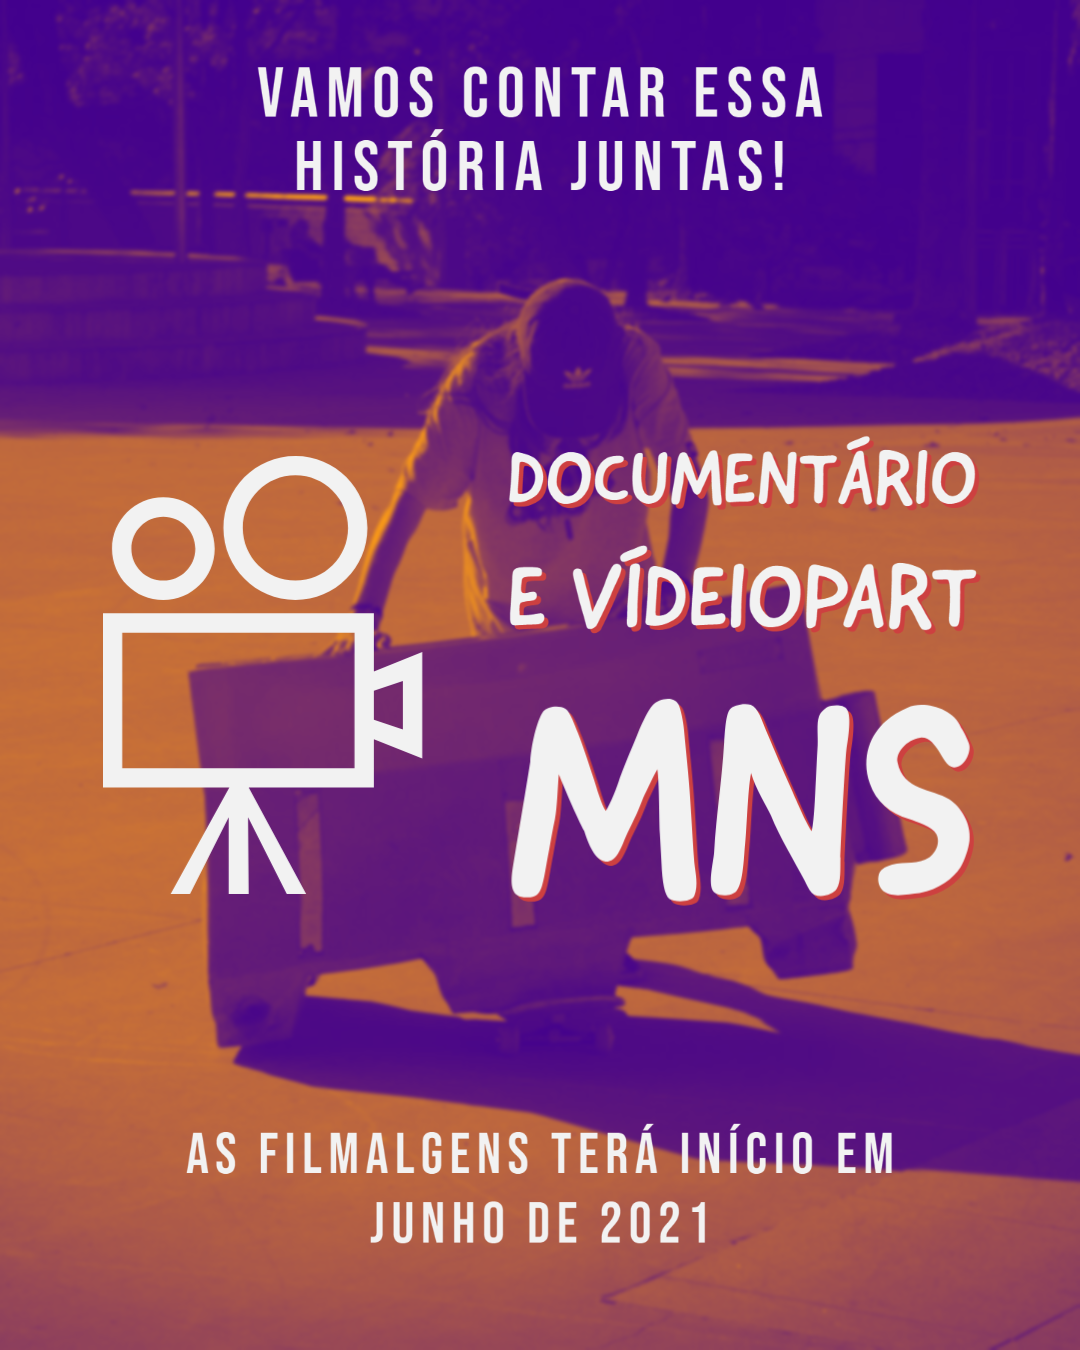 VAMOS CONTAR ESSA
HISTÓRIA JUNTAS!
DOCUMENTÁRIO
E VÍDEIOPART
MNS
AS FILMALGENS TERÁ INÍCIO EM
JUNHO DE 2021